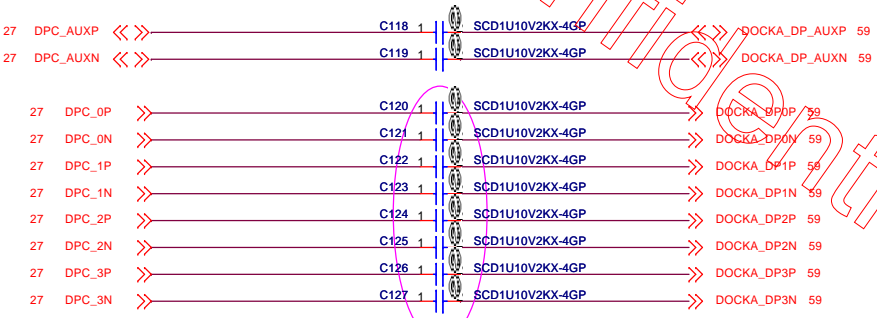 27 DPC_AUXP C118 1 SCD1U10V2KX-4GP DOCKA_DP_AUXP 59
27 DPC_AUXN C119 1 SCD1U10V2KX-4GP DOCKA_DP_AUXN 59
27 DPC_0P C120 1 SCD1U10V2KX-4GP DOCKA_DP0P 59
27 DPC_0N C121 1 SCD1U10V2KX-4GP DOCKA_DP0N 59
27 DPC_1P C122 1 SCD1U10V2KX-4GP DOCKA_DP1P 59
27 DPC_1N C123 1 SCD1U10V2KX-4GP DOCKA_DP1N 59
27 DPC_2P C124 1 SCD1U10V2KX-4GP DOCKA_DP2P 59
27 DPC_2N C125 1 SCD1U10V2KX-4GP DOCKA_DP2N 59
27 DPC_3P C126 1 SCD1U10V2KX-4GP DOCKA_DP3P 59
27 DPC_3N C127 1 SCD1U10V2KX-4GP DOCKA_DP3N 59